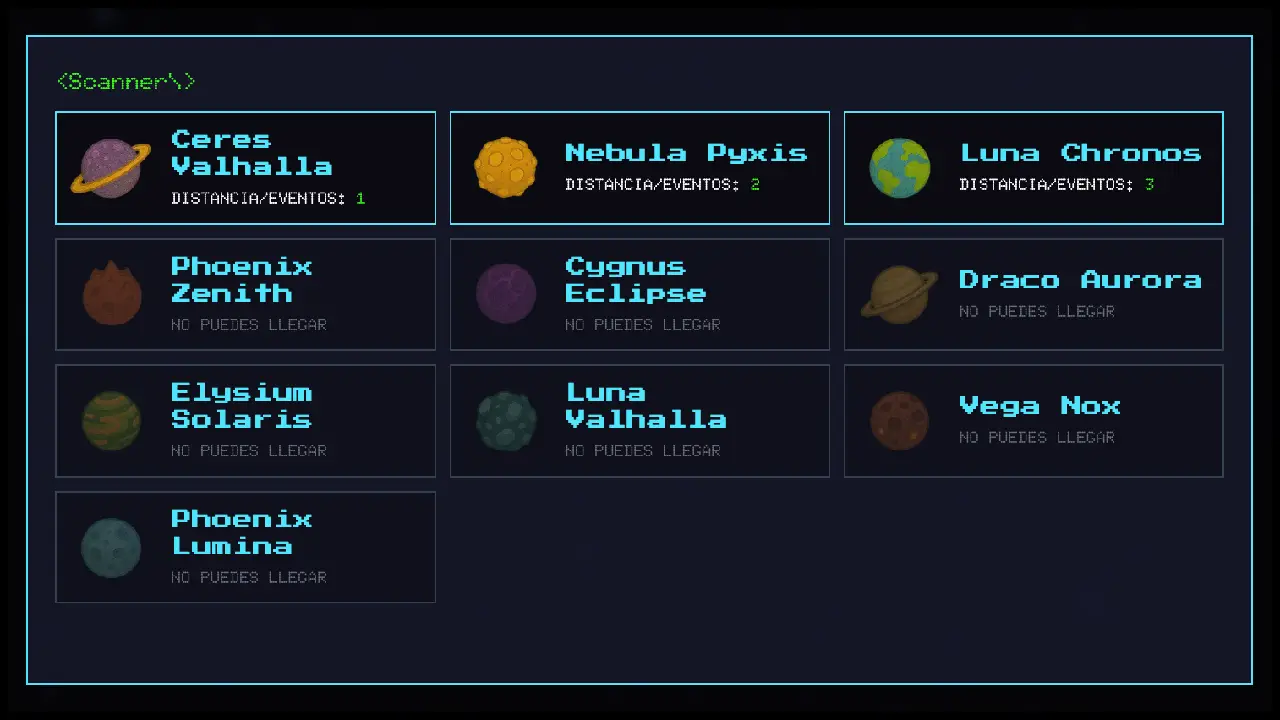 <Scanner\>
Ceres
Valhalla
DISTANCIA/EVENTOS: 1
Nebula Pyxis
DISTANCIA/EVENTOS: 2
Luna Chronos
DISTANCIA/EVENTOS: 3
Phoenix
Zenith
NO PUEDES LLEGAR
Cygnus
Eclipse
NO PUEDES LLEGAR
Draco Aurora
NO PUEDES LLEGAR
Elysium
Solaris
NO PUEDES LLEGAR
Luna
Valhalla
NO PUEDES LLEGAR
Vega Nox
NO PUEDES LLEGAR
Phoenix
Lumina
NO PUEDES LLEGAR